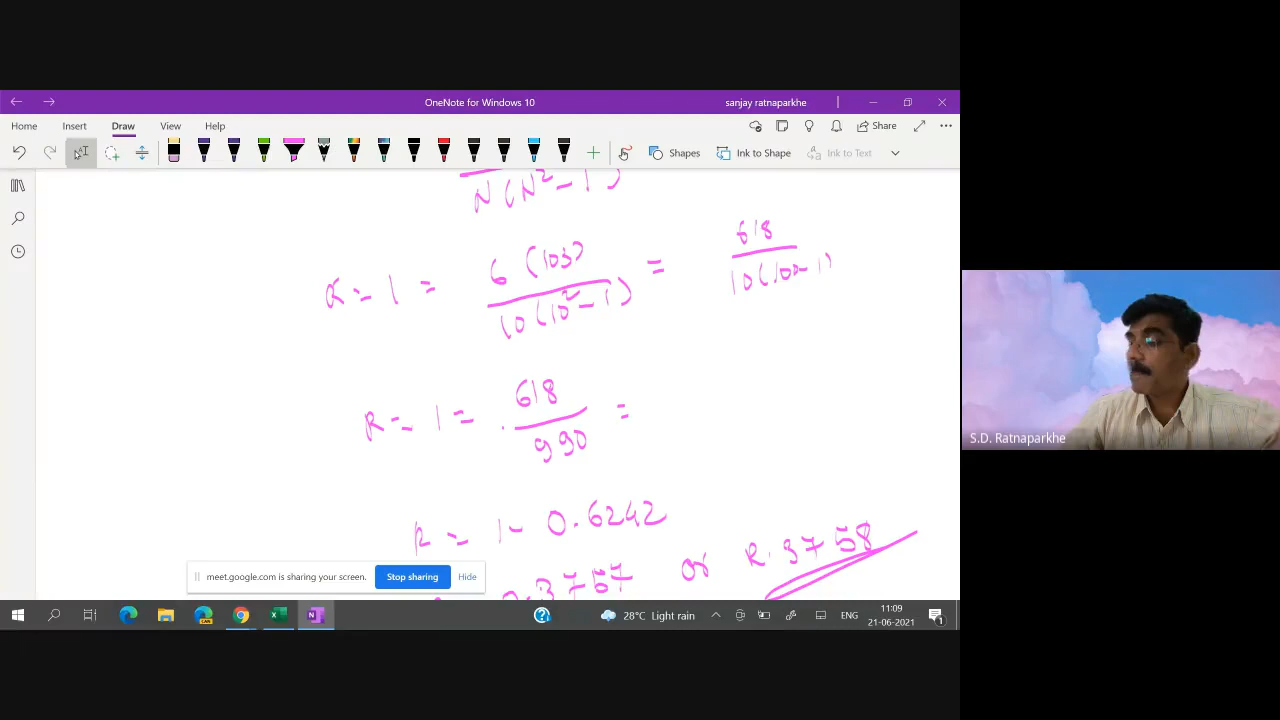 OneNote for Windows 10
sanjay ratnaparkhe
Home Insert Draw View Help
Share
Shapes Ink to Shape Ink to Text
N(N²-1)
R = 1 = 6(103) / 10(10²-1) = 618 / 10(100-1)
R = 1 = 618 / 990 =
R = 1- 0.6242
0.3757 or R.3758
meet.google.com is sharing your screen. Stop sharing Hide
S.D. Ratnaparkhe
28°C Light rain
ENG
11:09
21-06-2021